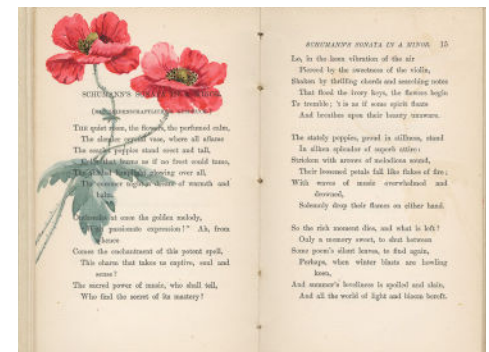 SCHUMANN'S SONATA IN A MINOR.
The quiet room, the flowers, the perfumed calm,
The slender crystal vase, where all aflame
The scarlet poppies stand erect and tall,
Color that burns as if no frost could tame,
The shaded lamplight glowing over all,
The summer night a dream of warmth and
balm.
Outbreaks at once the golden melody,
"With passionate expression!" Ah, from
whence
Comes the enchantment of this potent spell,
This charm that takes us captive, soul and
sense?
The sacred power of music, who shall tell,
Who find the secret of its mastery?
SCHUMANN'S SONATA IN A MINOR. 15
Lo, in the keen vibration of the air
Pierced by the sweetness of the violin,
Shaken by thrilling chords and searching notes
That flood the ivory keys, the flowers begin
To tremble; 't is as if some spirit floats
And breathes upon their beauty unaware.
The stately poppies, proud in stillness, stand
In silken splendor of superb attire:
Stricken with arrows of melodious sound,
Their loosened petals fall like flakes of fire;
With waves of music overwhelmed and
drowned,
Solemnly drop their flames on either hand.
So the rich moment dies, and what is left?
Only a memory sweet, to shut between
Some poem's silent leaves, to find again,
Perhaps, when winter blasts are howling
keen,
And summer's loveliness is spoiled and slain,
And all the world of light and bloom bereft.